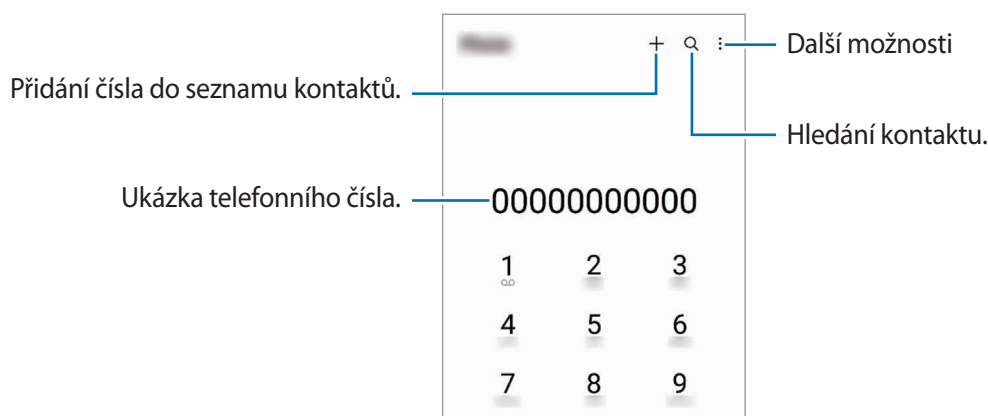 Další možnosti
Přidání čísla do seznamu kontaktů.
Hledání kontaktu.
Ukázka telefonního čísla.
00000000000
1 2 3
4 5 6
7 8 9